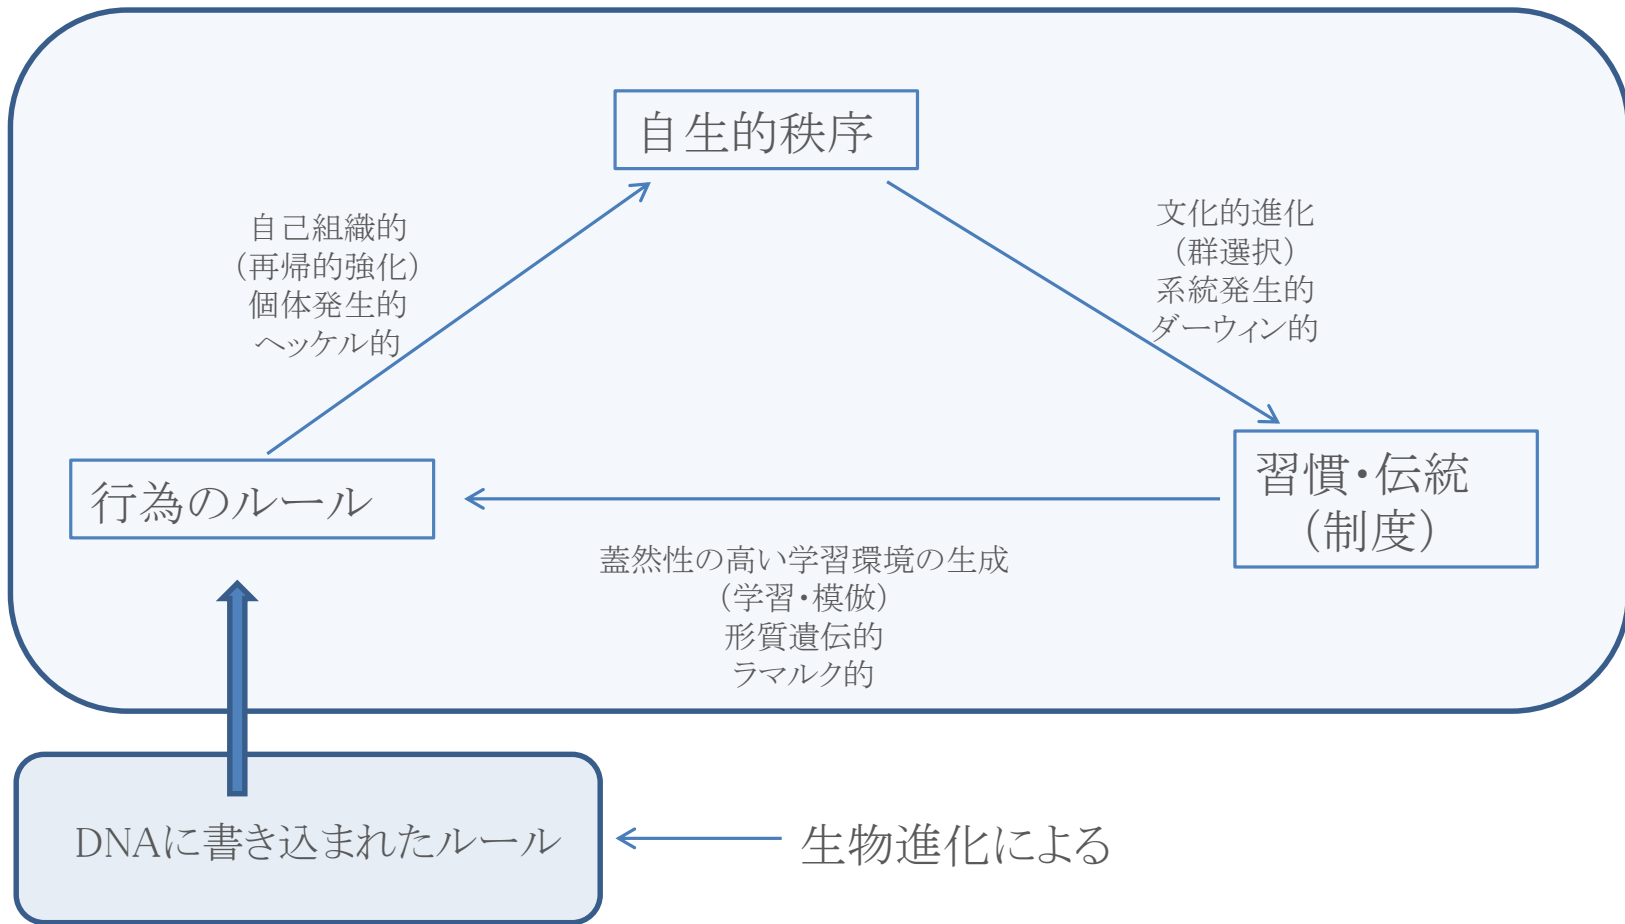 自生的秩序
自己組織的
（再帰的強化）
個体発生的
ヘッケル的
文化的進化
（群選択）
系統発生的
ダーウィン的
行為のルール
習慣・伝統
（制度）
蓋然性の高い学習環境の生成
（学習・模倣）
形質遺伝的
ラマルク的
DNAに書き込まれたルール
生物進化による